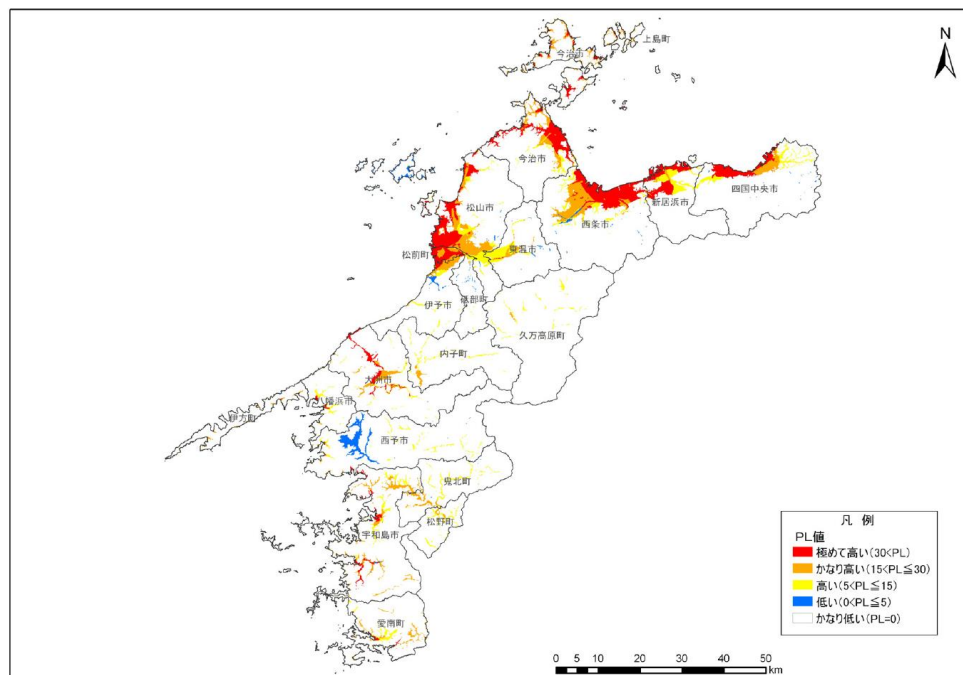 N
上島町
今治市
今治市
四国中央市
新居浜市
松山市
西条市
東温市
松前町
伊予市
砥部町
久万高原町
内子町
大洲市
八幡浜市
伊方町
西予市
鬼北町
松野町
宇和島市
愛南町
凡 例
PL値
極めて高い(30<PL)
かなり高い(15<PL≦30)
高い(5<PL≦15)
低い(0<PL≦5)
かなり低い(PL=0)
0 5 10 20 30 40 50
km